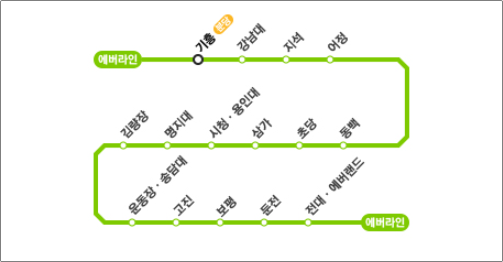 에버라인
기흥 분당
강남대
지석
어정
김량장
명지대
시청·용인대
삼가
초당
동백
운동장·송담대
고진
보평
둔전
전대·에버랜드
에버라인